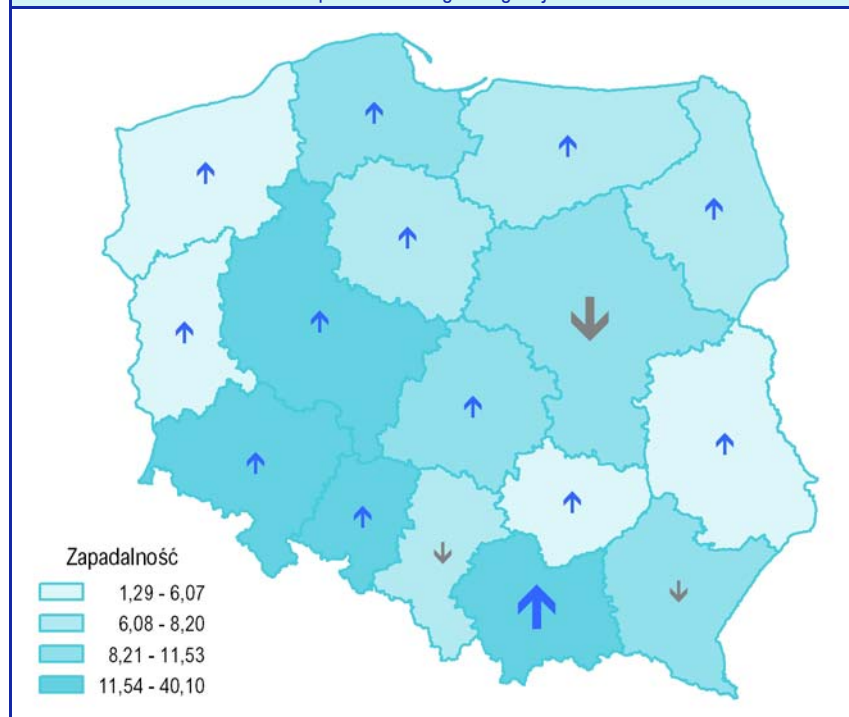 Zapadalność
1,29 - 6,07
6,08 - 8,20
8,21 - 11,53
11,54 - 40,10